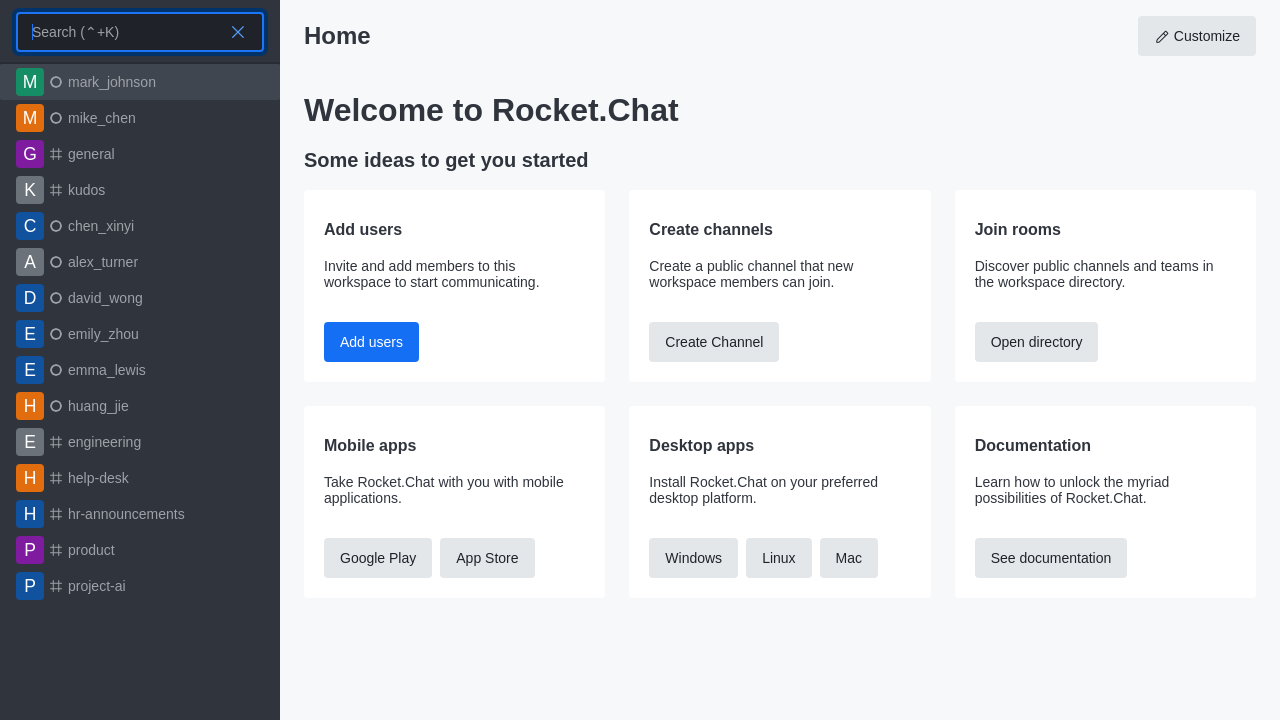 Search (⌃+K)
M mark_johnson
M mike_chen
G general
K kudos
C chen_xinyi
A alex_turner
D david_wong
E emily_zhou
E emma_lewis
H huang_jie
E engineering
H help-desk
H hr-announcements
P product
P project-ai
Home
Customize
Welcome to Rocket.Chat
Some ideas to get you started
Add users
Invite and add members to this
workspace to start communicating.
Add users
Create channels
Create a public channel that new
workspace members can join.
Create Channel
Join rooms
Discover public channels and teams in
the workspace directory.
Open directory
Mobile apps
Take Rocket.Chat with you with mobile
applications.
Google Play
App Store
Desktop apps
Install Rocket.Chat on your preferred
desktop platform.
Windows
Linux
Mac
Documentation
Learn how to unlock the myriad
possibilities of Rocket.Chat.
See documentation